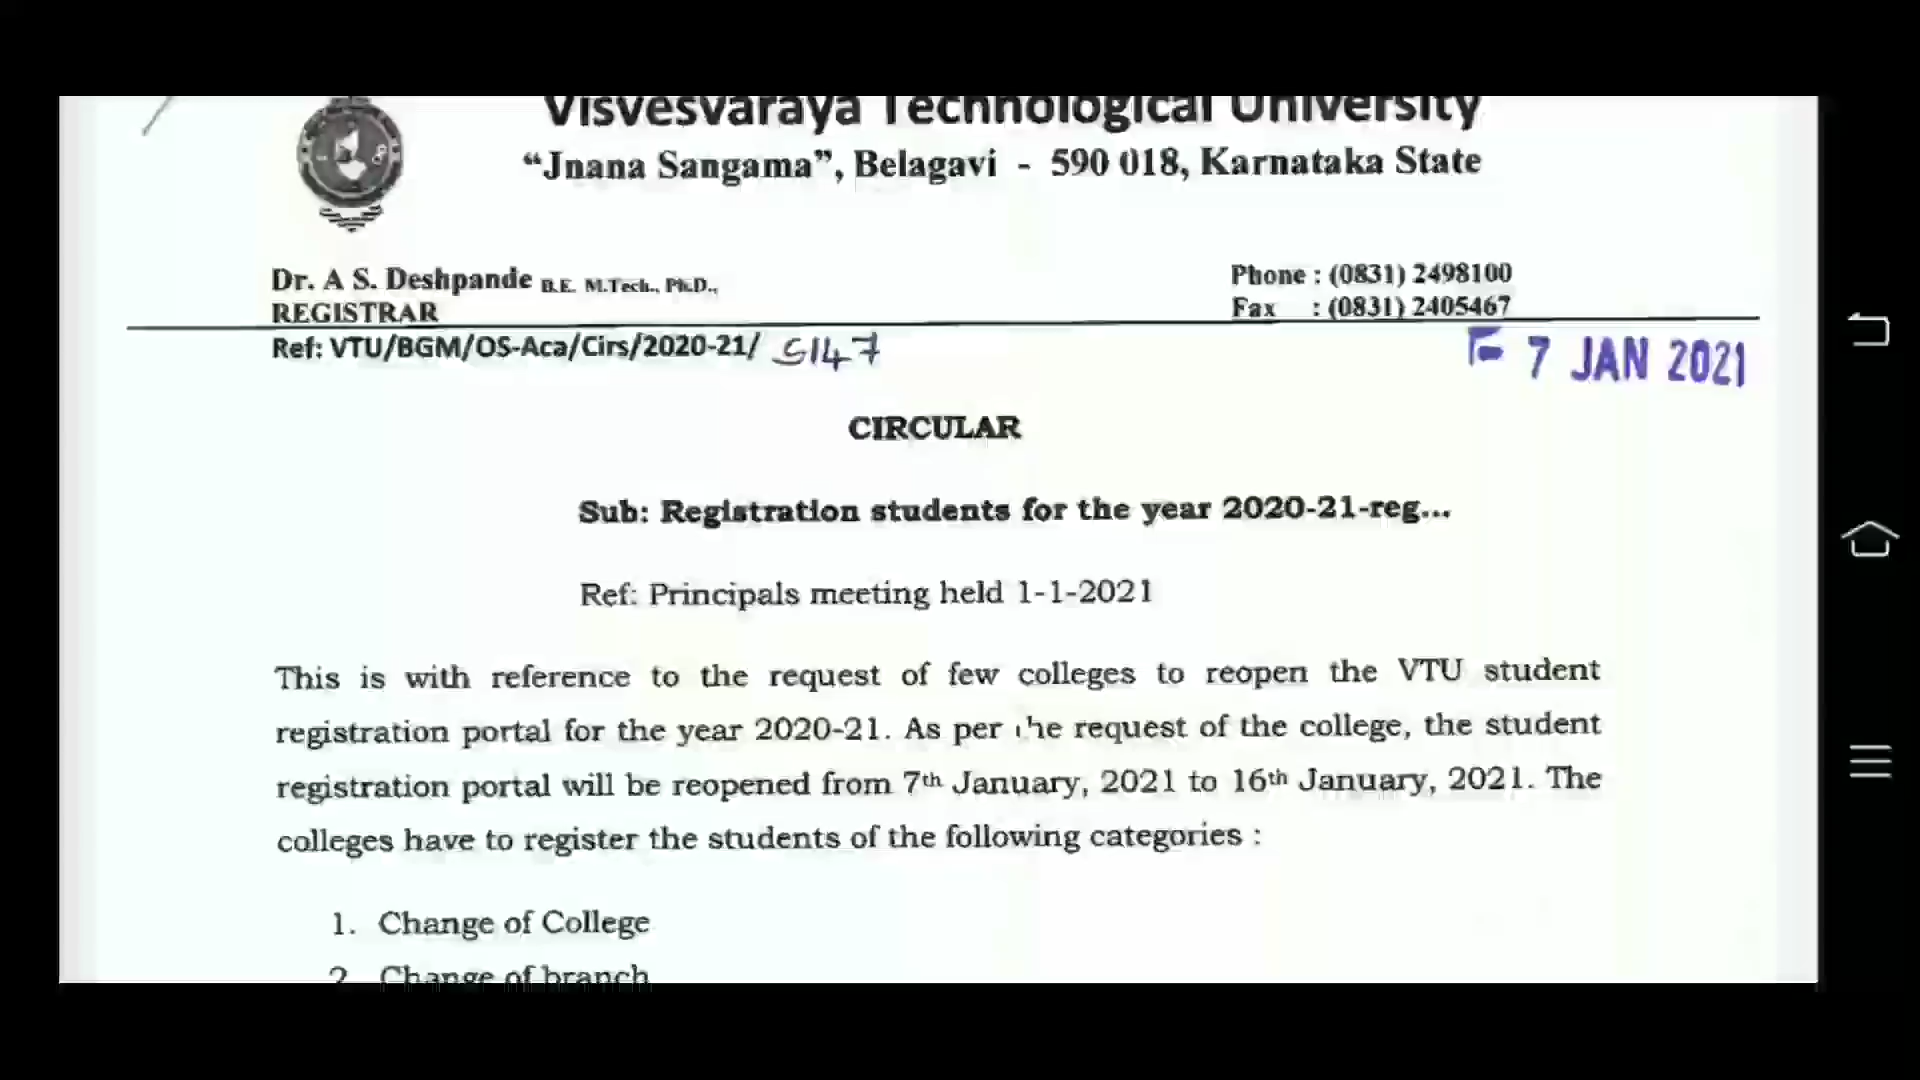 Visvesvaraya Technological University
“Jnana Sangama”, Belagavi - 590 018, Karnataka State
Dr. A S. Deshpande B.E. M.Tech., Ph.D.,
REGISTRAR
Phone : (0831) 2498100
Fax : (0831) 2405467
Ref: VTU/BGM/OS-Aca/Cirs/2020-21/ 5147
7 JAN 2021
CIRCULAR
Sub: Registration students for the year 2020-21-reg...
Ref: Principals meeting held 1-1-2021
This is with reference to the request of few colleges to reopen the VTU student
registration portal for the year 2020-21. As per the request of the college, the student
registration portal will be reopened from 7th January, 2021 to 16th January, 2021. The
colleges have to register the students of the following categories :
1. Change of College
2. Change of branch